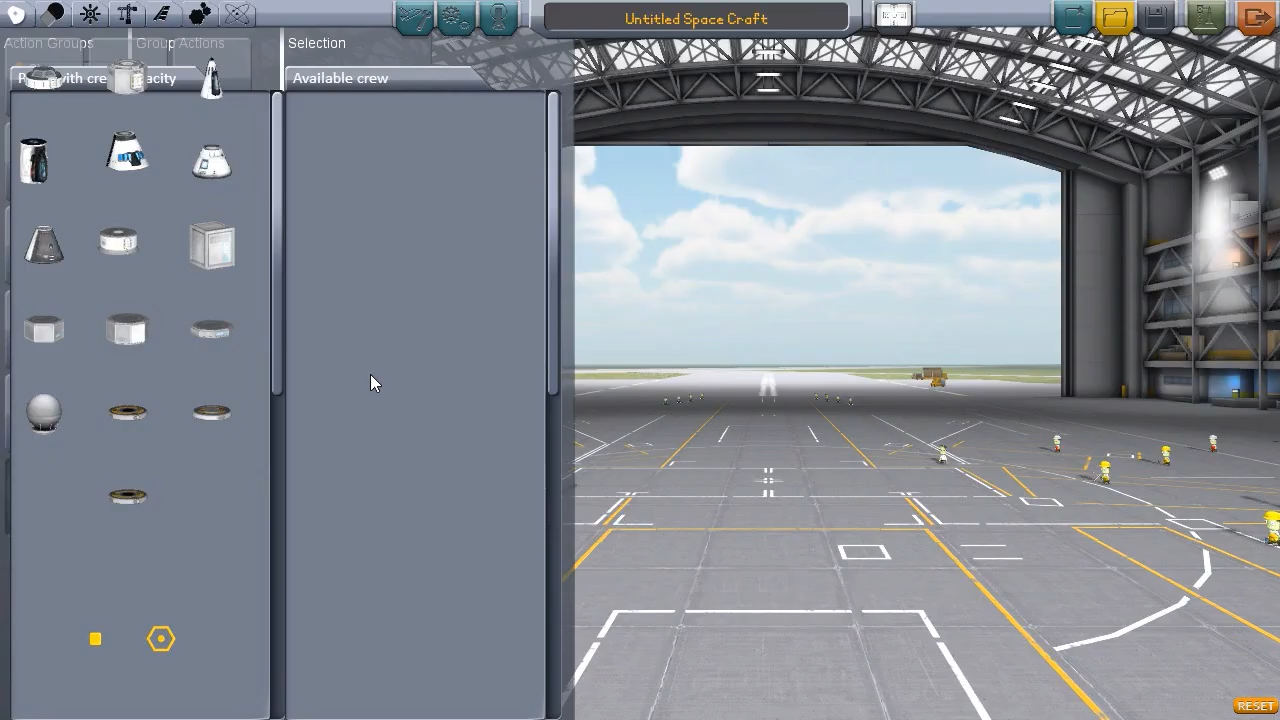 Untitled Space Craft
Action Groups
Group Actions
Selection
Available crew
RESET